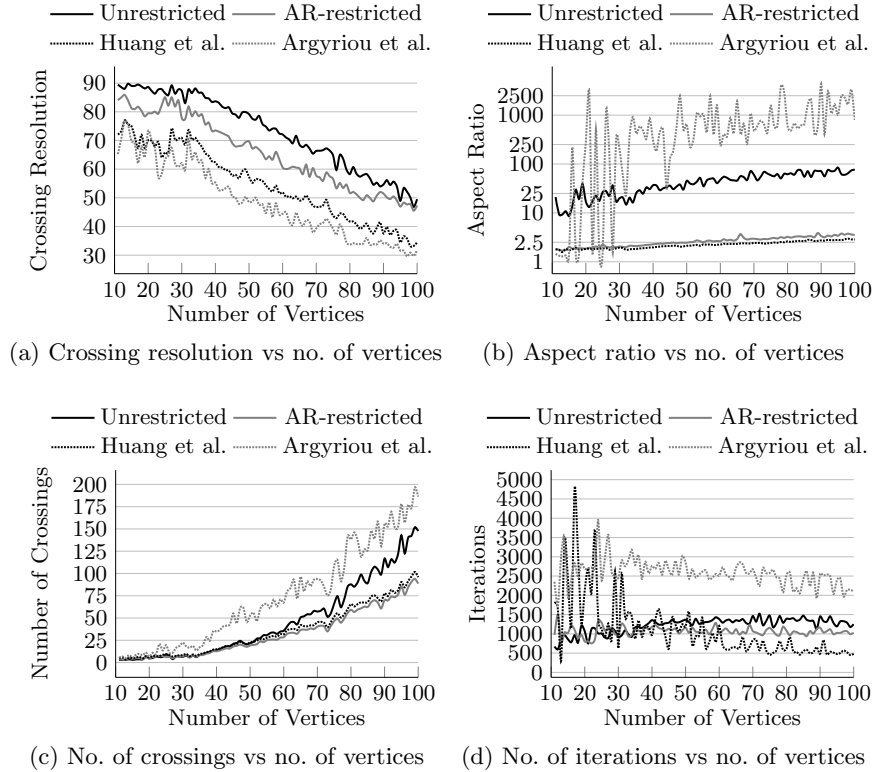 Unrestricted AR-restricted
Huang et al. Argyriou et al.
Crossing Resolution
90
80
70
60
50
40
30
10 20 30 40 50 60 70 80 90 100
Number of Vertices
(a) Crossing resolution vs no. of vertices
Unrestricted AR-restricted
Huang et al. Argyriou et al.
Aspect Ratio
2500
1000
250
100
25
10
2.5
1
10 20 30 40 50 60 70 80 90 100
Number of Vertices
(b) Aspect ratio vs no. of vertices
Unrestricted AR-restricted
Huang et al. Argyriou et al.
Number of Crossings
200
175
150
125
100
75
50
25
0
10 20 30 40 50 60 70 80 90 100
Number of Vertices
(c) No. of crossings vs no. of vertices
Unrestricted AR-restricted
Huang et al. Argyriou et al.
Iterations
5000
4500
4000
3500
3000
2500
2000
1500
1000
500
0
10 20 30 40 50 60 70 80 90 100
Number of Vertices
(d) No. of iterations vs no. of vertices